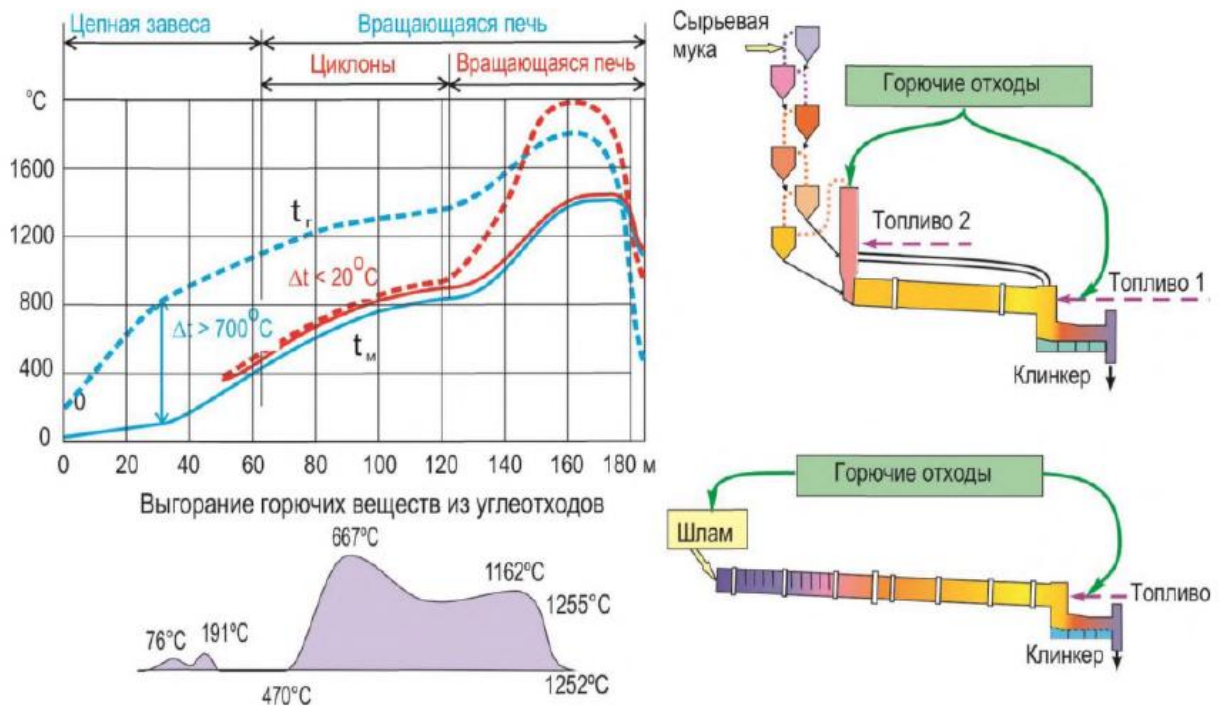 Цепная завеса
Вращающаяся печь
Циклоны
Вращающаяся печь
°С
1600
1200
800
400
0
0
tг
Δt < 20°С
Δt > 700°С
tм
0 20 40 60 80 100 120 140 160 180 м
Выгорание горючих веществ из углеотходов
667°С
1162°С
1255°С
76°С
191°С
470°С
1252°С
Сырьевая
мука
Горючие отходы
Топливо 2
Топливо 1
Клинкер
Горючие отходы
Шлам
Топливо
Клинкер